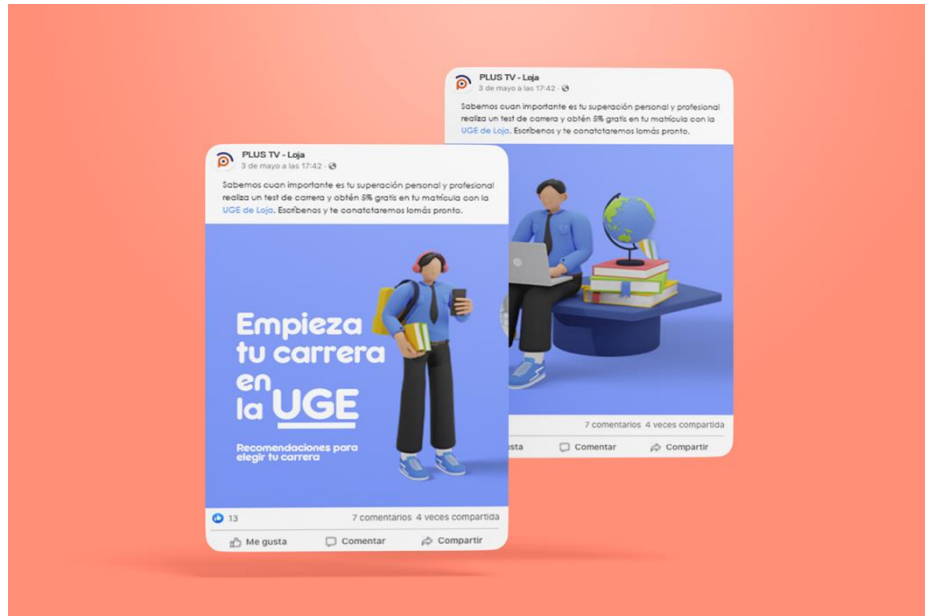 PLUS TV - Loja
3 de mayo a las 17:42 ·
Sabemos cuan importante es tu superación personal y profesional
realiza un test de carrera y obtén 5% gratis en tu matrícula con la
UGE de Loja. Escríbenos y te conatctaremos lomás pronto.
Empieza
tu carrera
en
la UGE
Recomendaciones para
elegir tu carrera
13
7 comentarios 4 veces compartida
Me gusta Comentar Compartir
PLUS TV - Loja
3 de mayo a las 17:42 ·
Sabemos cuan importante es tu superación personal y profesional
realiza un test de carrera y obtén 5% gratis en tu matrícula con la
UGE de Loja. Escríbenos y te conatctaremos lomás pronto.
7 comentarios 4 veces compartida
usta Comentar Compartir